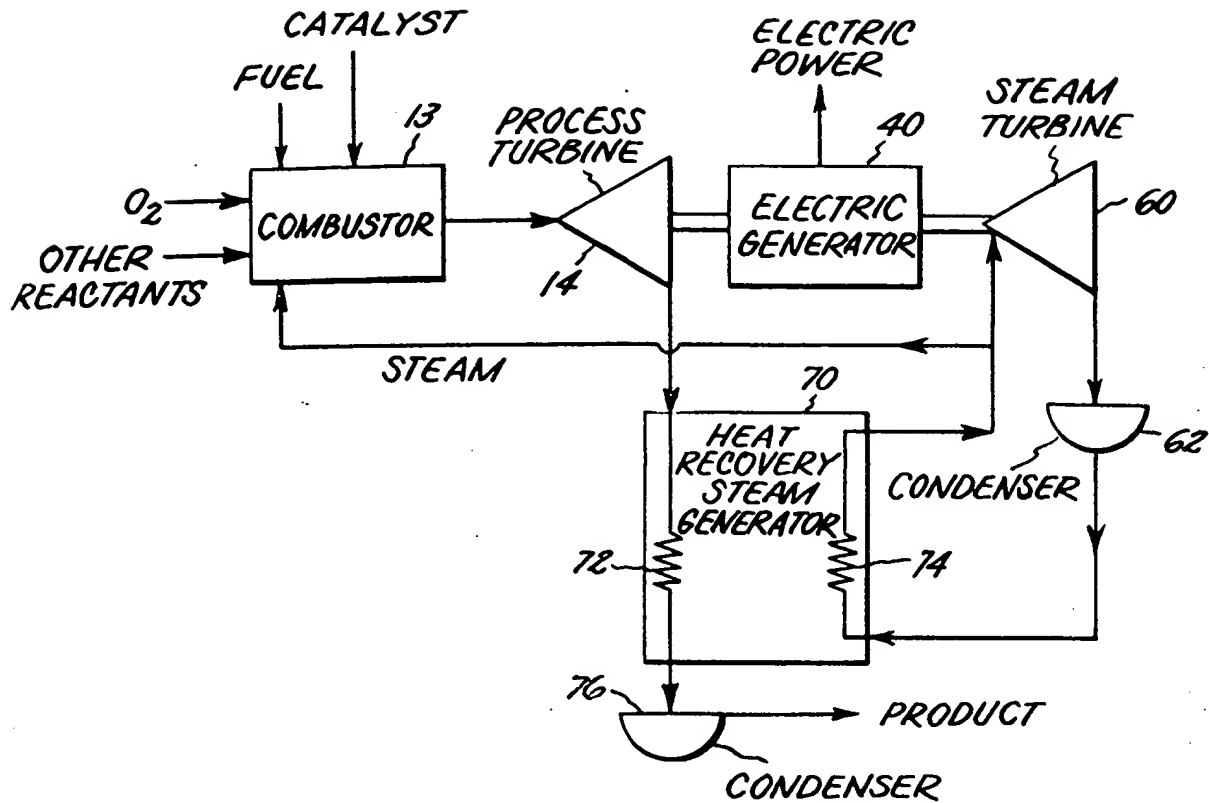 CATALYST
FUEL
13
O2
OTHER
REACTANTS
COMBUSTOR
PROCESS
TURBINE
14
ELECTRIC
POWER
40
ELECTRIC
GENERATOR
STEAM
TURBINE
60
STEAM
70
HEAT
RECOVERY
STEAM
GENERATOR
72
74
CONDENSER
62
76
PRODUCT
CONDENSER